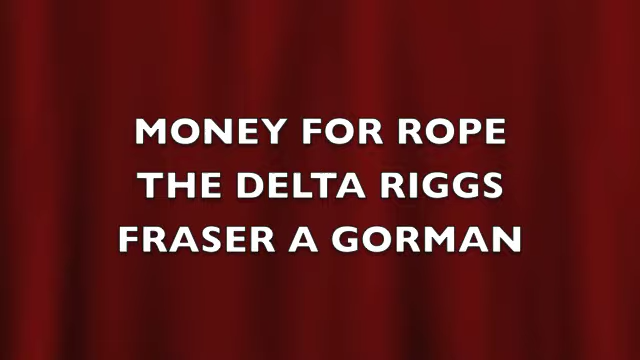 MONEY FOR ROPE
THE DELTA RIGGS
FRASER A GORMAN